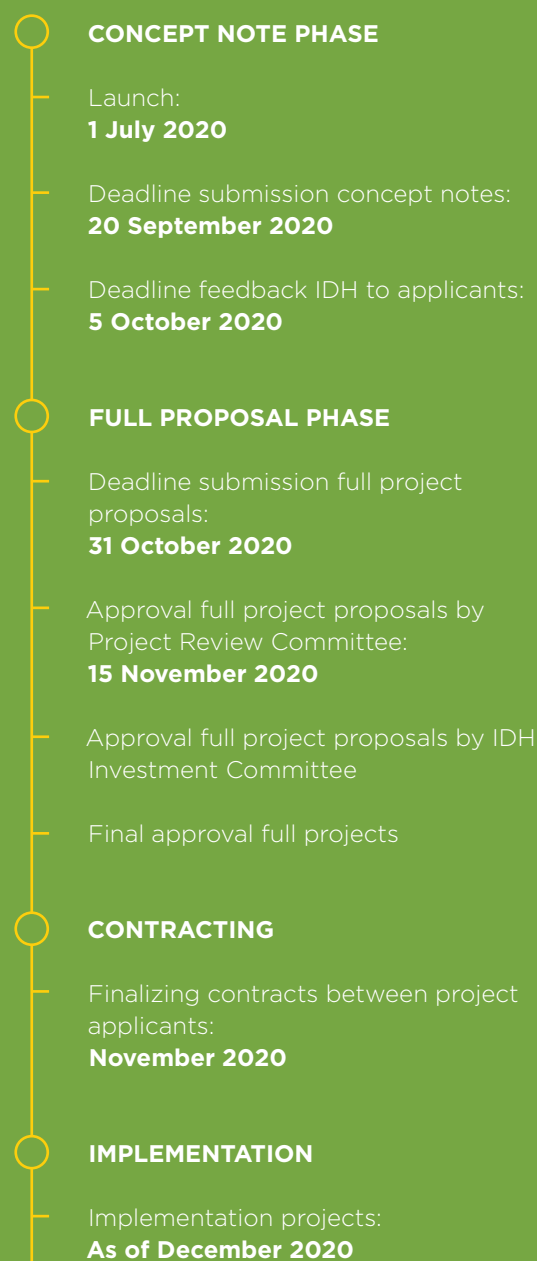 CONCEPT NOTE PHASE
Launch:
1 July 2020
Deadline submission concept notes:
20 September 2020
Deadline feedback IDH to applicants:
5 October 2020
FULL PROPOSAL PHASE
Deadline submission full project
proposals:
31 October 2020
Approval full project proposals by
Project Review Committee:
15 November 2020
Approval full project proposals by IDH
Investment Committee
Final approval full projects
CONTRACTING
Finalizing contracts between project
applicants:
November 2020
IMPLEMENTATION
Implementation projects:
As of December 2020